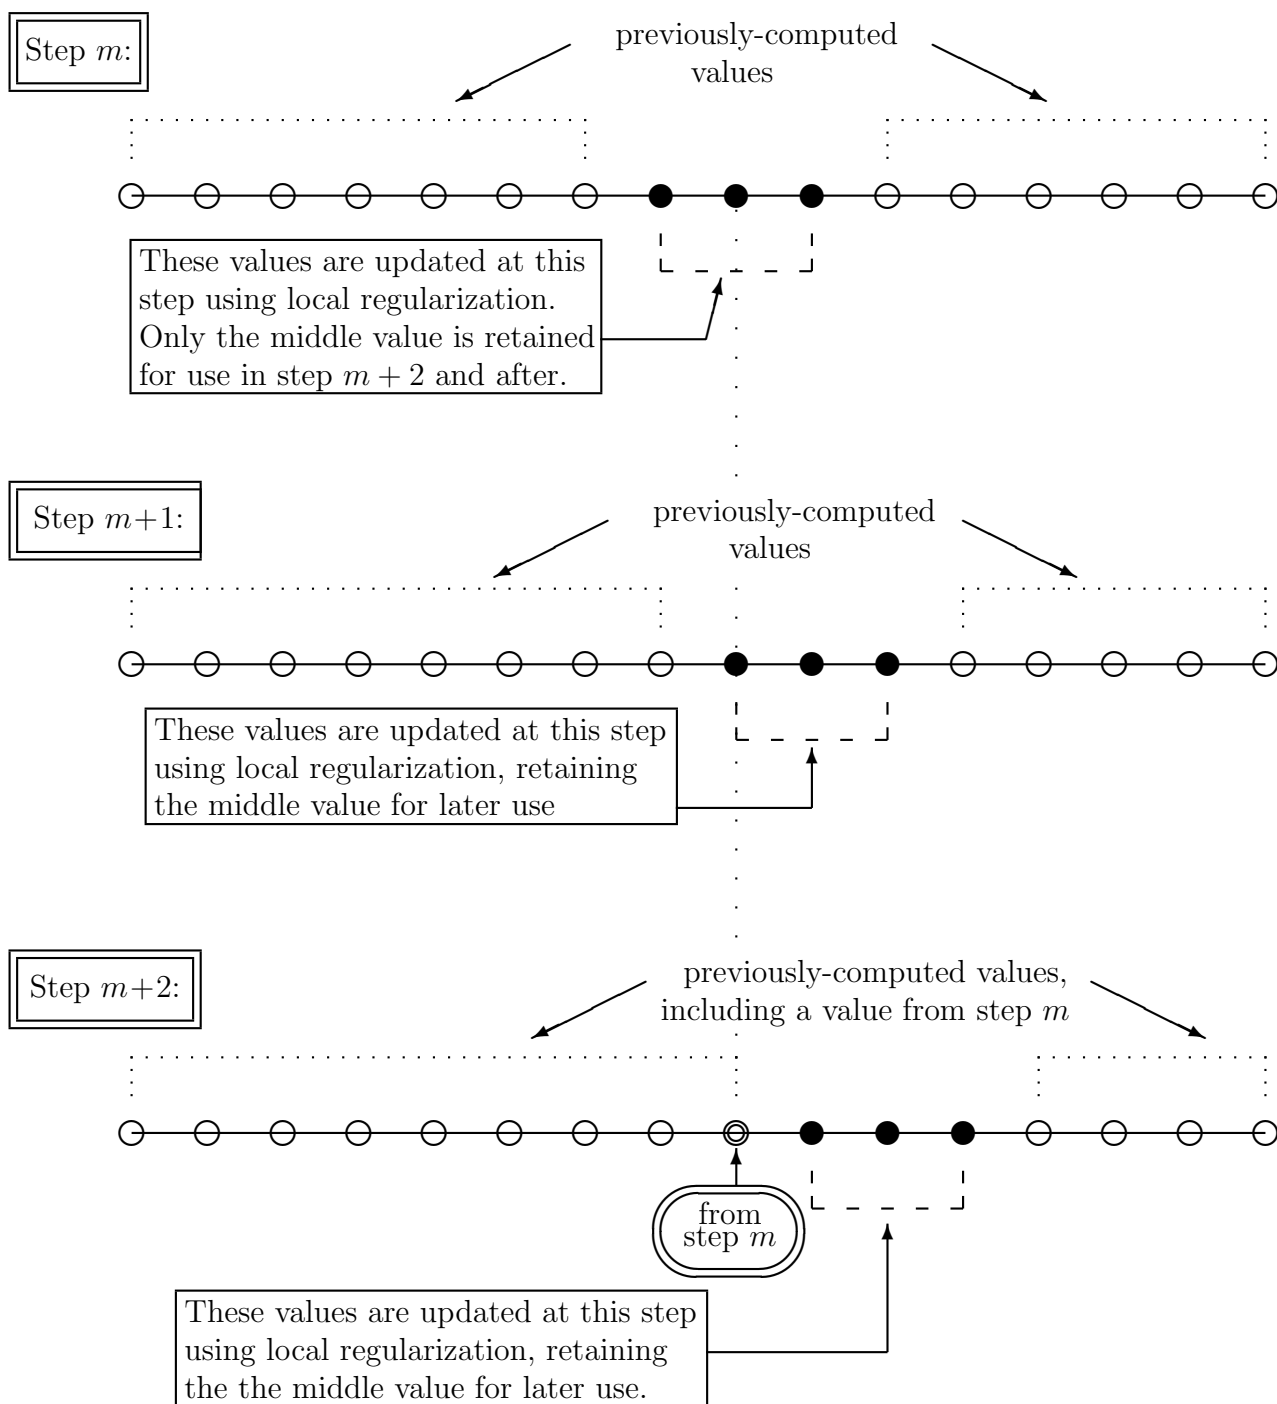 Step m:
previously-computed
values
These values are updated at this
step using local regularization.
Only the middle value is retained
for use in step m + 2 and after.
Step m+1:
previously-computed
values
These values are updated at this step
using local regularization, retaining
the middle value for later use
Step m+2:
previously-computed values,
including a value from step m
from
step m
These values are updated at this step
using local regularization, retaining
the the middle value for later use.